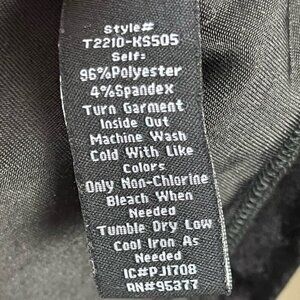 Style#
T2210-KS505
Self:
96%Polyester
4%Spandex
Turn Garment
Inside Out
Machine Wash
Cold With Like
Colors
Only Non-Chlorine
Bleach When
Needed
Tumble Dry Low
Cool Iron As
Needed
IC#PJ1708
RN#95377